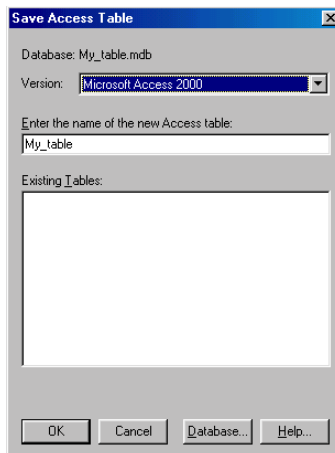 Save Access Table
Database: My_table.mdb
Version: Microsoft Access 2000
Enter the name of the new Access table:
My_table
Existing Tables:
OK Cancel Database... Help...